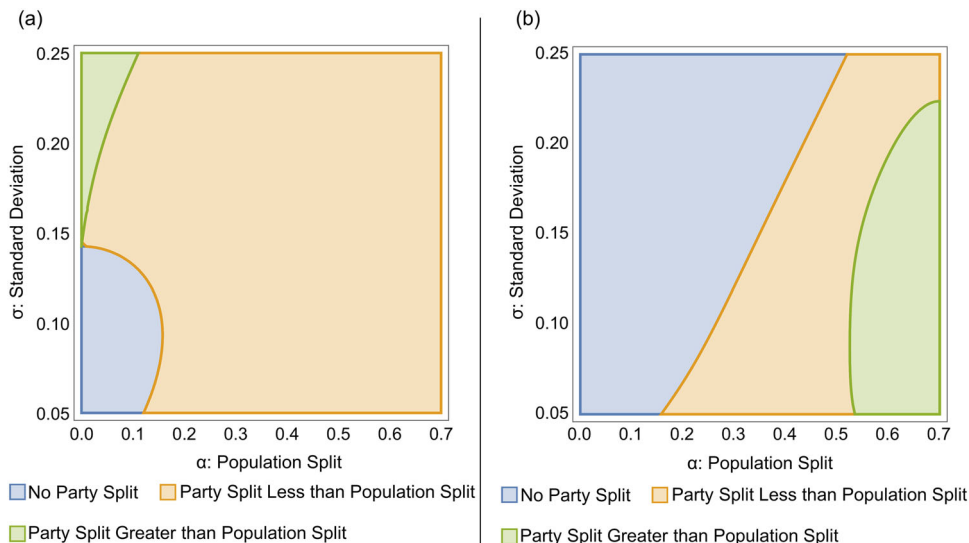 (a)
0.25
0.20
0.15
0.10
0.05
σ: Standard Deviation
0.0 0.1 0.2 0.3 0.4 0.5 0.6 0.7
α: Population Split
No Party Split Party Split Less than Population Split
Party Split Greater than Population Split
(b)
0.25
0.20
0.15
0.10
0.05
σ: Standard Deviation
0.0 0.1 0.2 0.3 0.4 0.5 0.6 0.7
α: Population Split
No Party Split Party Split Less than Population Split
Party Split Greater than Population Split